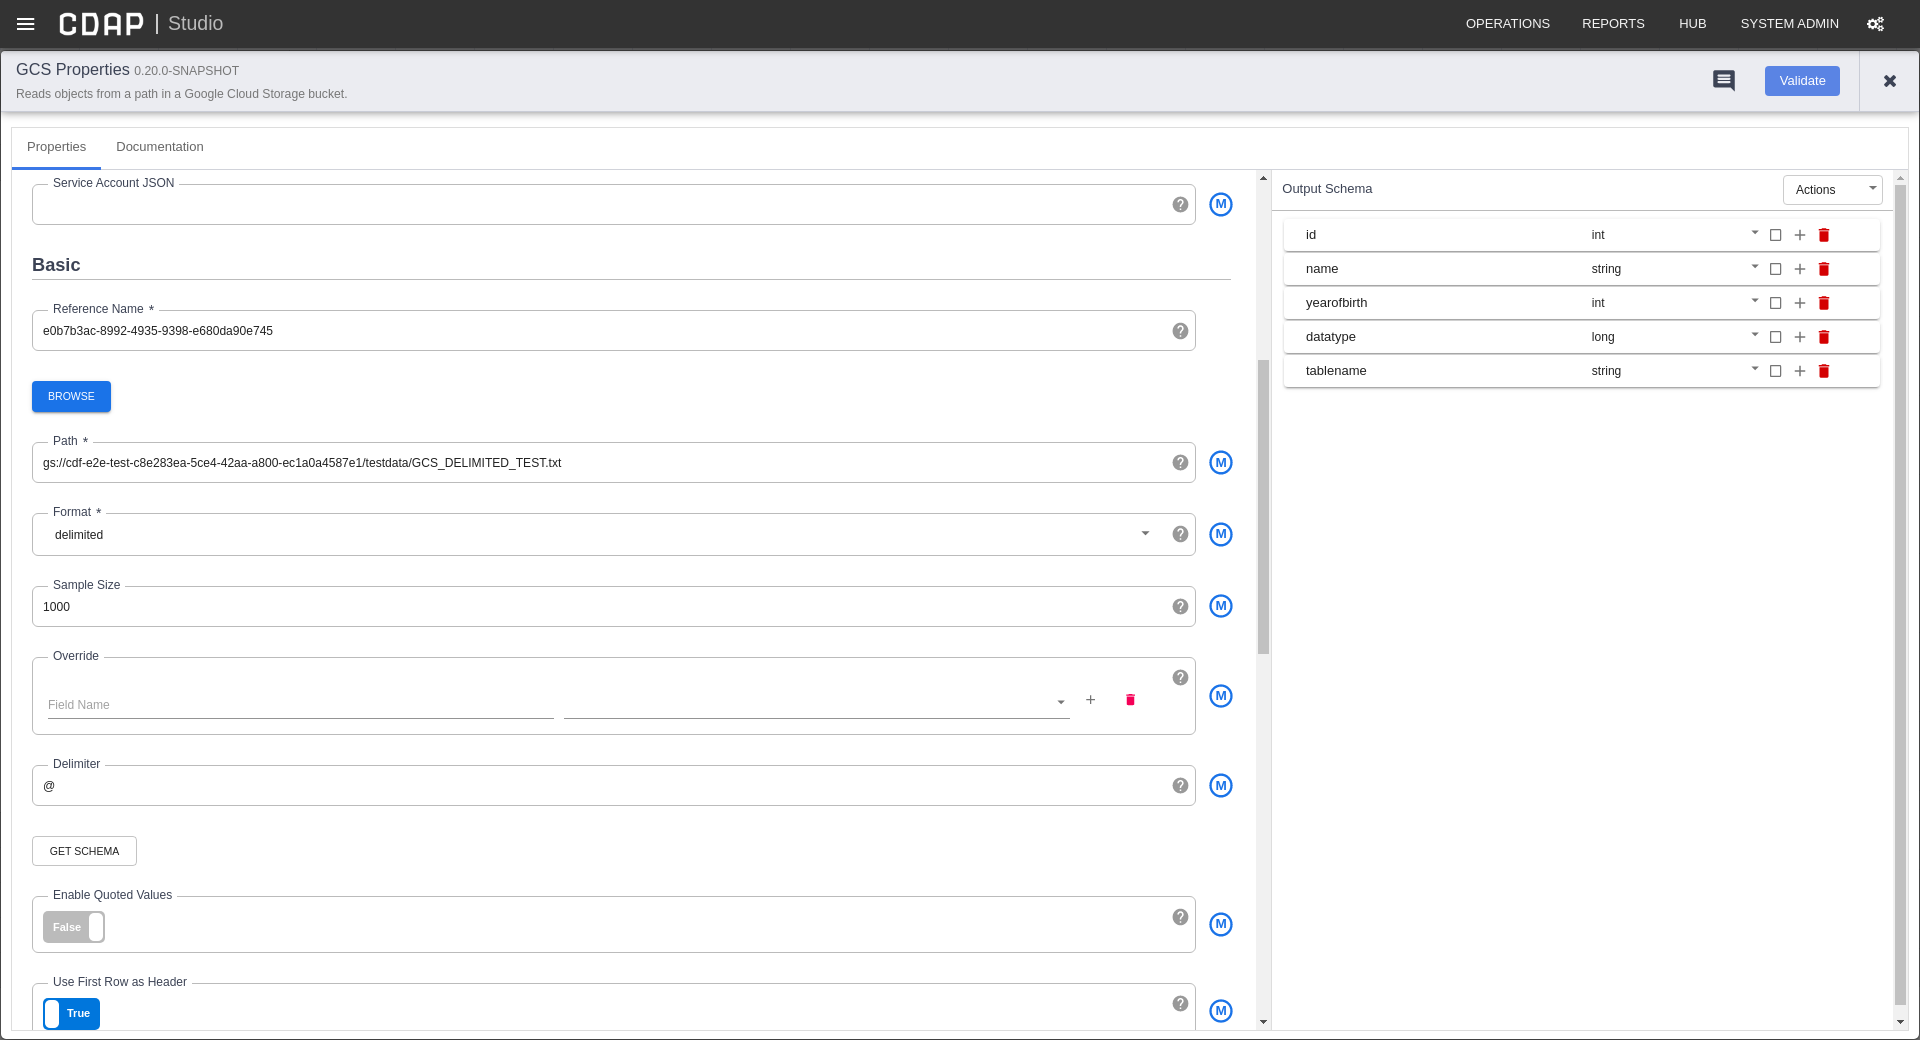 CDAP | Studio
OPERATIONS REPORTS HUB SYSTEM ADMIN
GCS Properties 0.20.0-SNAPSHOT
Reads objects from a path in a Google Cloud Storage bucket.
Validate
Properties Documentation
Service Account JSON
M
Basic
Reference Name *
e0b7b3ac-8992-4935-9398-e680da90e745
BROWSE
Path *
gs://cdf-e2e-test-c8e283ea-5ce4-42aa-a800-ec1a0a4587e1/testdata/GCS_DELIMITED_TEST.txt
M
Format *
delimited
M
Sample Size
1000
M
Override
Field Name
M
Delimiter
@
M
GET SCHEMA
Enable Quoted Values
False
M
Use First Row as Header
True
M
Output Schema
Actions
id int
name string
yearofbirth int
datatype long
tablename string